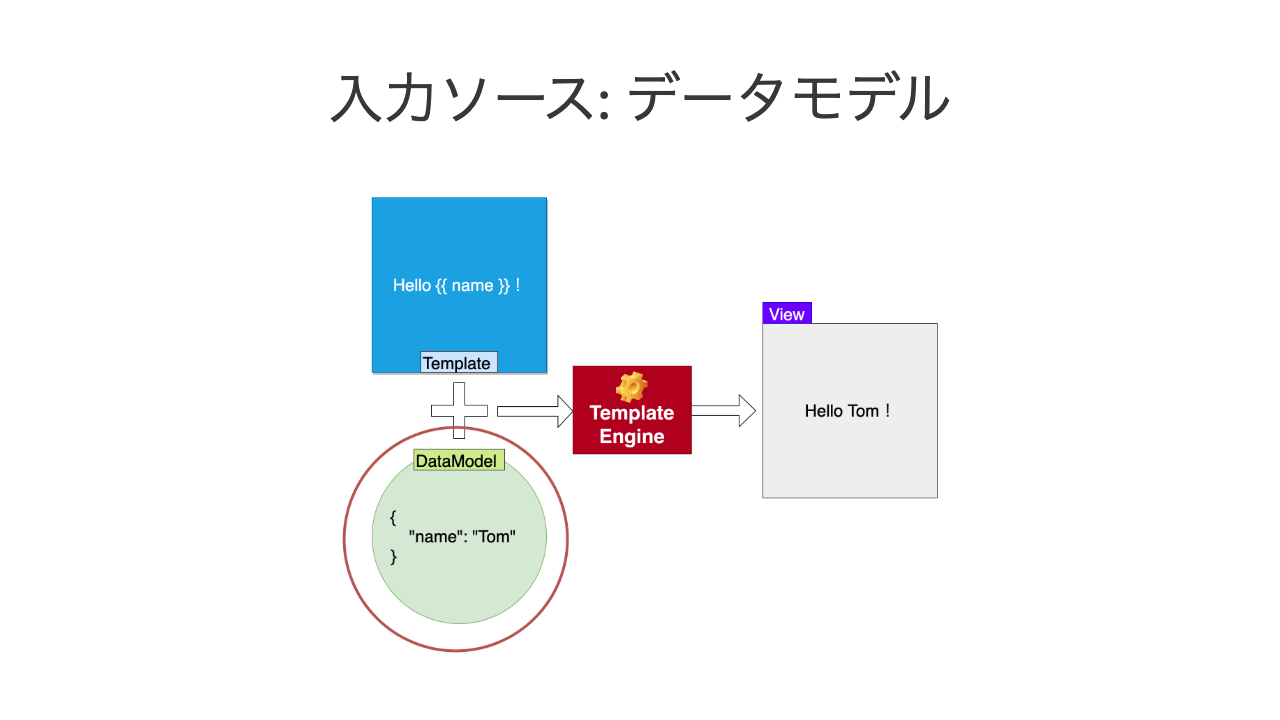 入力ソース: データモデル
Hello {{ name }}！
Template
DataModel
{
"name": "Tom"
}
Template
Engine
View
Hello Tom！